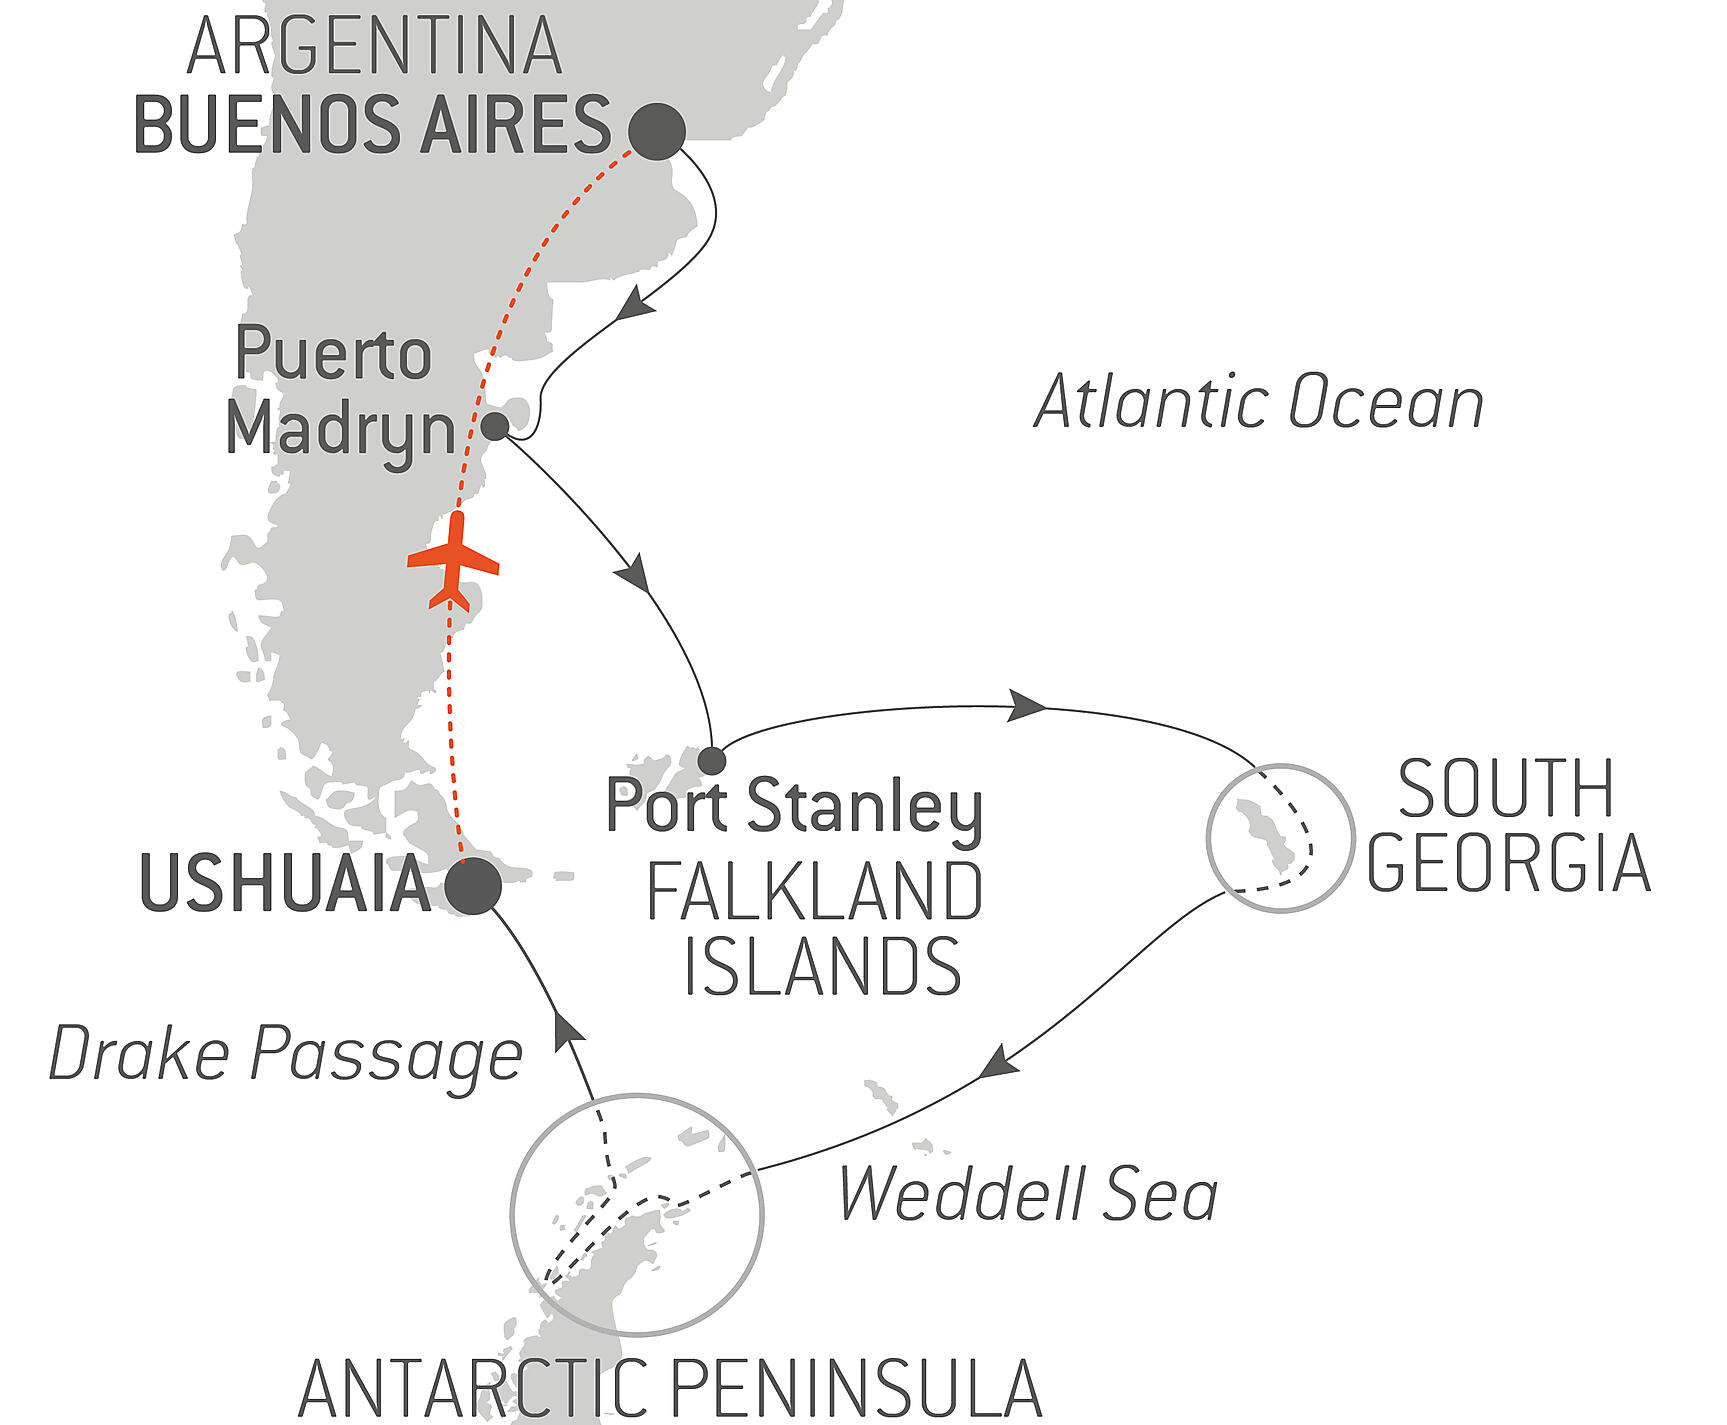 ARGENTINA
BUENOS AIRES
Puerto
Madryn
Atlantic Ocean
Port Stanley
FALKLAND
ISLANDS
SOUTH
GEORGIA
USHUAIA
Drake Passage
Weddell Sea
ANTARCTIC PENINSULA